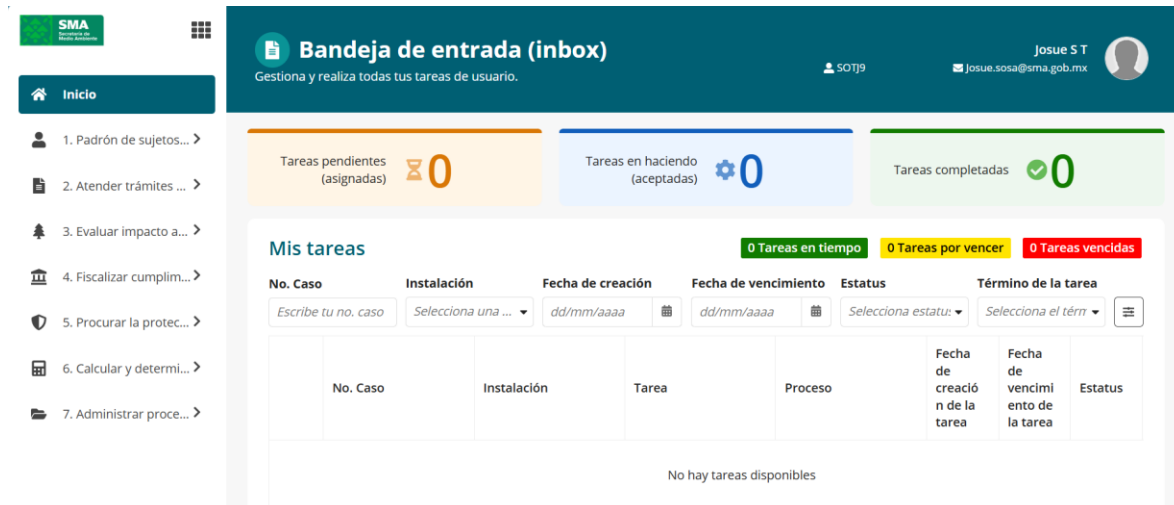 SMA
Secretaría de
Medio Ambiente
Inicio
1. Padrón de sujetos...
2. Atender trámites ...
3. Evaluar impacto a...
4. Fiscalizar cumplim...
5. Procurar la protec...
6. Calcular y determi...
7. Administrar proce...
Bandeja de entrada (inbox)
Gestiona y realiza todas tus tareas de usuario.
SOTJ9
Josue S T
Josue.sosa@sma.gob.mx
Tareas pendientes
(asignadas)
0
Tareas en haciendo
(aceptadas)
0
Tareas completadas
0
Mis tareas
0 Tareas en tiempo
0 Tareas por vencer
0 Tareas vencidas
No. Caso
Instalación
Fecha de creación
Fecha de vencimiento
Estatus
Término de la tarea
Escribe tu no. caso
Selecciona una ...
dd/mm/aaaa
dd/mm/aaaa
Selecciona estatu:
Selecciona el térm
No. Caso
Instalación
Tarea
Proceso
Fecha
de
creació
n de la
tarea
Fecha
de
vencimi
ento de
la tarea
Estatus
No hay tareas disponibles